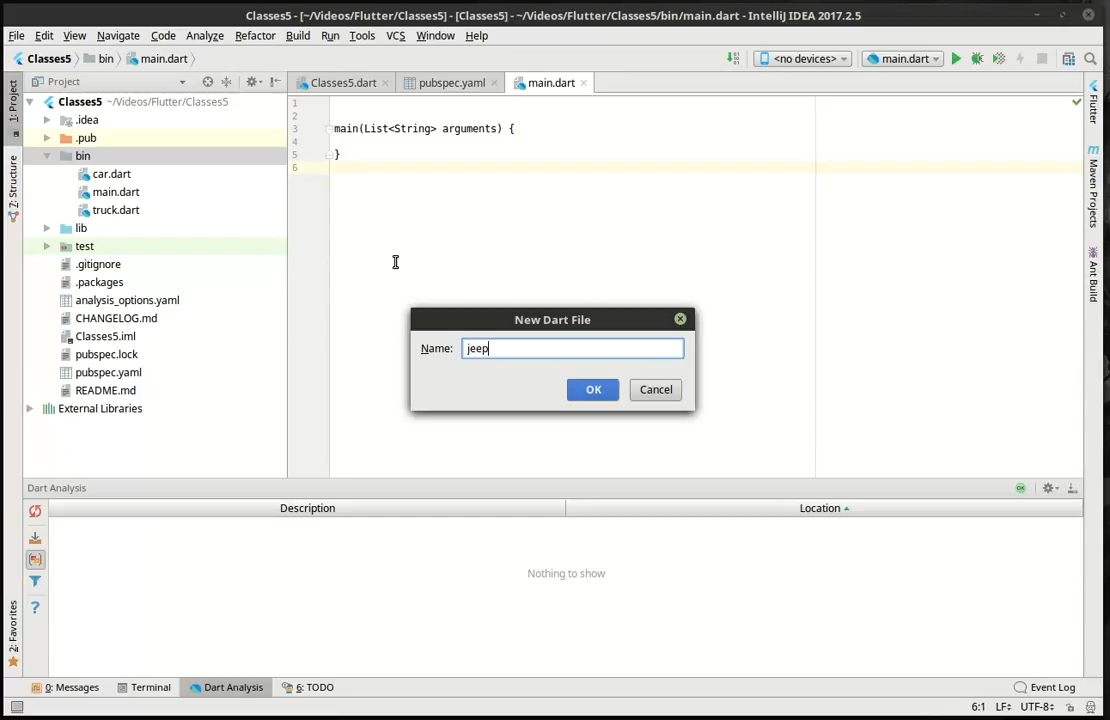 Classes5 - [~/Videos/Flutter/Classes5] - [Classes5] - ~/Videos/Flutter/Classes5/bin/main.dart - IntelliJ IDEA 2017.2.5
File Edit View Navigate Code Analyze Refactor Build Run Tools VCS Window Help
Classes5 bin main.dart <no devices> main.dart
Project Classes5.dart pubspec.yaml main.dart
1: Project
7: Structure
2: Favorites
Classes5 ~/Videos/Flutter/Classes5
.idea
.pub
bin
car.dart
main.dart
truck.dart
lib
test
.gitignore
.packages
analysis_options.yaml
CHANGELOG.md
Classes5.iml
pubspec.lock
pubspec.yaml
README.md
External Libraries
1
2
3 main(List<String> arguments) {
4
5 }
6
New Dart File
Name: jeep
OK Cancel
Flutter
Maven Projects
Ant Build
Dart Analysis
Description Location
Nothing to show
0: Messages Terminal Dart Analysis 6: TODO Event Log
6:1 LF UTF-8